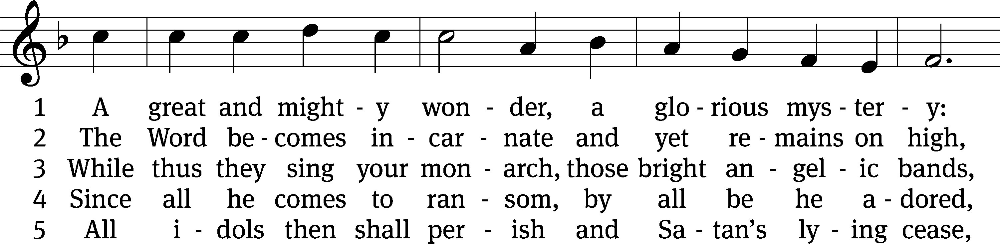 1 A great and might - y won - der, a glo - rious mys - ter - y:
2 The Word be - comes in - car - nate and yet re - mains on high,
3 While thus they sing your mon - arch, those bright an - gel - ic bands,
4 Since all he comes to ran - som, by all be he a - dored,
5 All i - dols then shall per - ish and Sa - tan’s ly - ing cease,